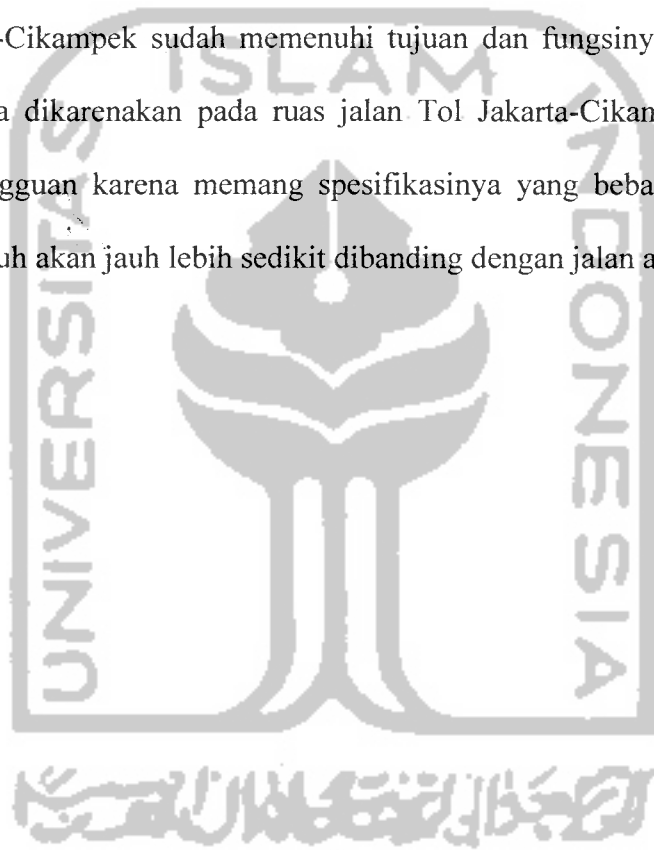 -Cikampek sudah memenuhi tujuan dan fungsiny
ISLAM
a dikarenakan pada ruas jalan Tol Jakarta-Cikan
gguan karena memang spesifikasinya yang beba
uh akan jauh lebih sedikit dibanding dengan jalan a
UNIVERSITAS
INDONESIA